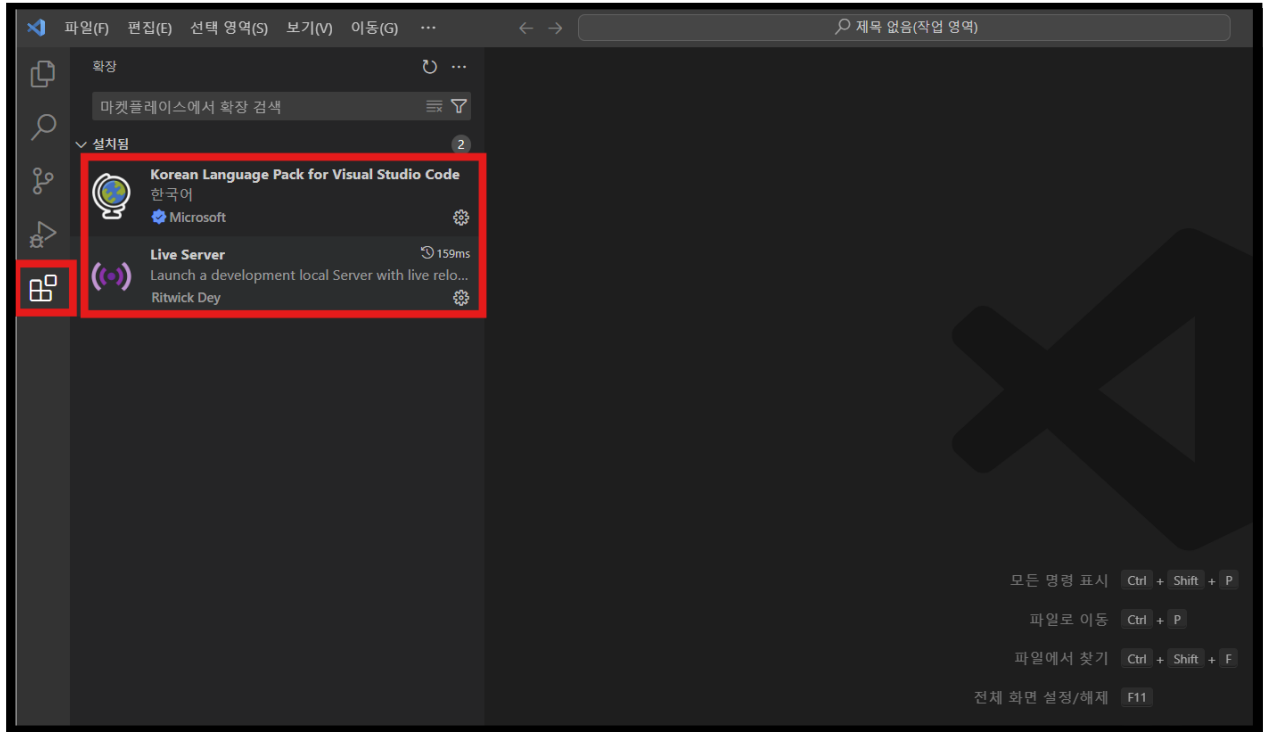 파일(F) 편집(E) 선택 영역(S) 보기(V) 이동(G) ··· ← → 제목 없음(작업 영역)
확장 ···
마켓플레이스에서 확장 검색
설치됨 2
Korean Language Pack for Visual Studio Code
한국어
Microsoft
Live Server 159ms
Launch a development local Server with live relo...
Ritwick Dey
모든 명령 표시 Ctrl + Shift + P
파일로 이동 Ctrl + P
파일에서 찾기 Ctrl + Shift + F
전체 화면 설정/해제 F11